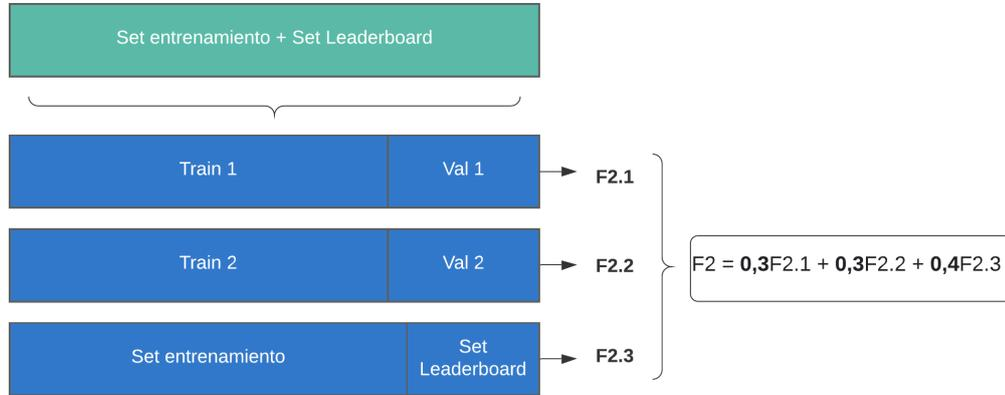 Set entrenamiento + Set Leaderboard
Train 1
Val 1
F2.1
Train 2
Val 2
F2.2
F2 = 0,3F2.1 + 0,3F2.2 + 0,4F2.3
Set entrenamiento
Set
Leaderboard
F2.3